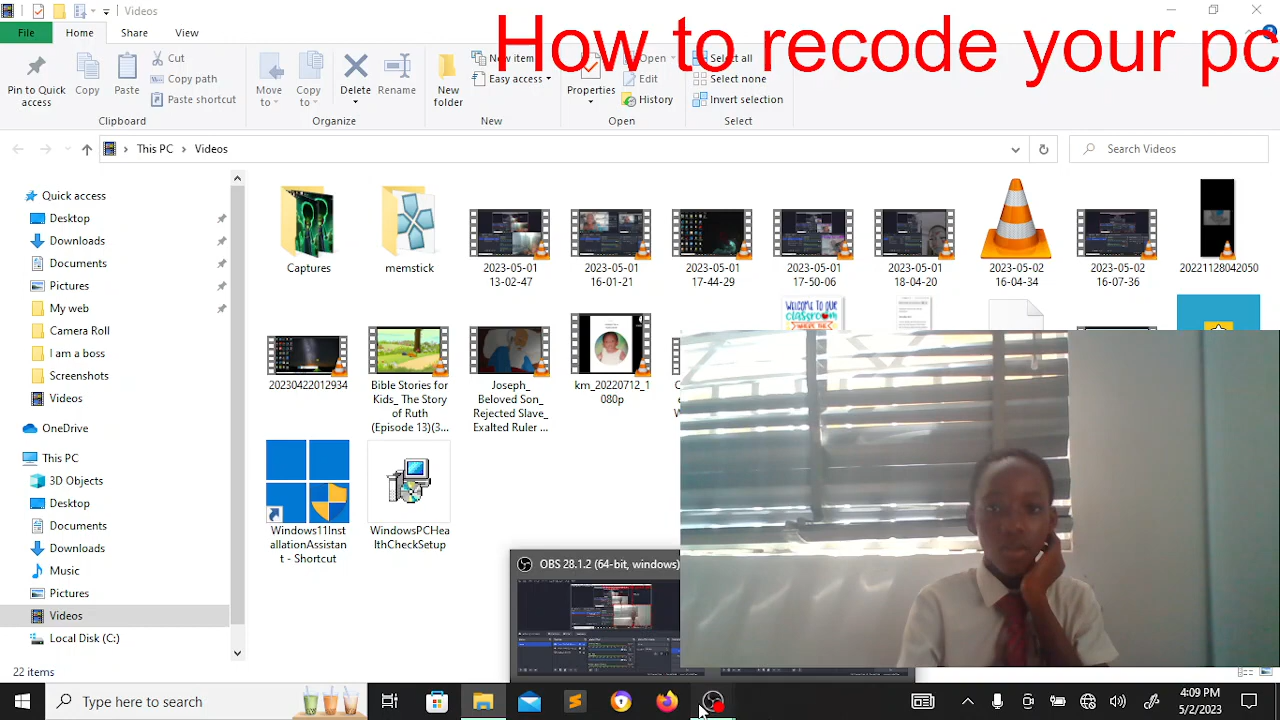 Videos
How to recode your pc
File
Home
Share
View
Pin to Quick
access
Copy
Paste
Cut
Copy path
Paste shortcut
Clipboard
Move
to
Copy
to
Delete
Rename
Organize
New
folder
New item
Easy access
New
Properties
Open
Edit
History
Open
Select all
Select none
Invert selection
Select
This PC
Videos
Search Videos
Quick access
Desktop
Downloads
Documents
Pictures
My work
Camera Roll
I am a boss
Screenshots
Videos
OneDrive
This PC
3D Objects
Desktop
Documents
Downloads
Music
Pictures
Videos
Local Disk (C:)
Captures
memstick
2023-05-01
13-02-47
2023-05-01
16-01-21
2023-05-01
17-44-29
2023-05-01
17-50-06
2023-05-01
18-04-20
2023-05-02
16-04-34
2023-05-02
16-07-36
20221128042050
WELCOME TO OUR
classroom
20230422012934
Bible Stories for
Kids_ The Story
of Ruth
(Episode 13)(3...
Joseph_
Beloved Son_
Rejected Slave_
Exalted Ruler ...
km_20220712_1
080p
Windows11Inst
allationAssistan
t - Shortcut
WindowsPCHea
lthCheckSetup
OBS 28.1.2 (64-bit, windows)
Type here to search
4:09 PM
5/2/2023